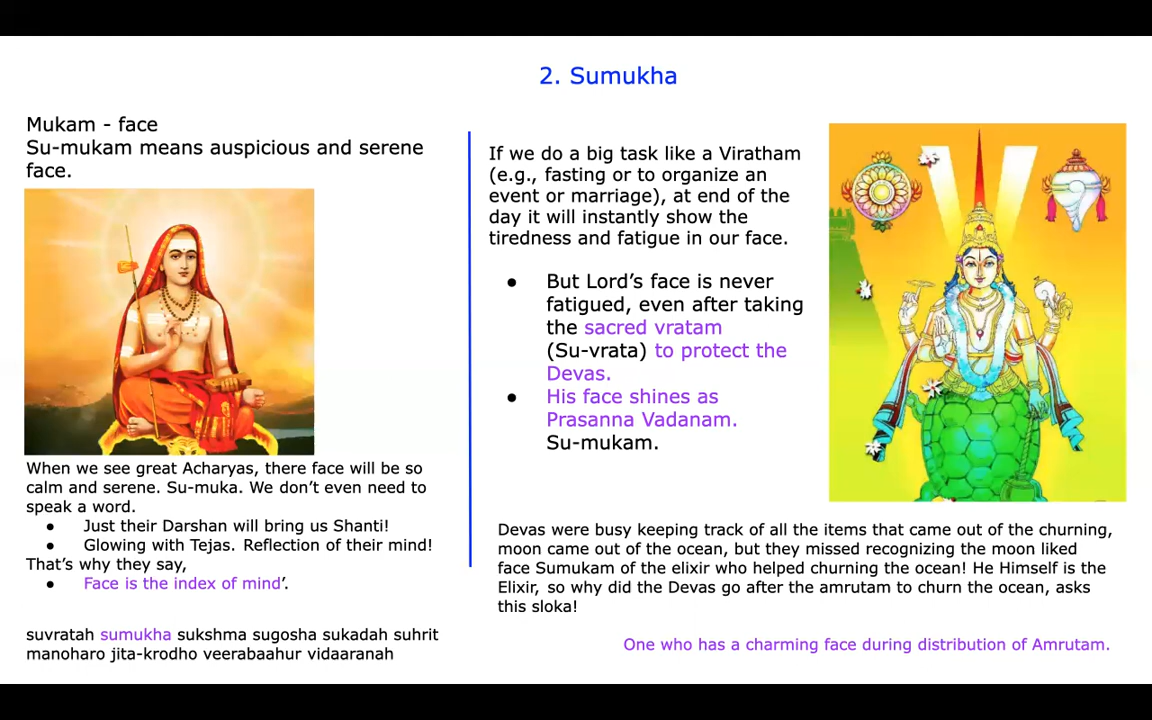 2. Sumukha
Mukam - face
Su-mukam means auspicious and serene
face.
When we see great Acharyas, there face will be so
calm and serene. Su-muka. We don't even need to
speak a word.
● Just their Darshan will bring us Shanti!
● Glowing with Tejas. Reflection of their mind!
That's why they say,
● Face is the index of mind'.
suvratah sumukha sukshma sugosha sukadah suhrit
manoharo jita-krodho veerabaahur vidaaranah
If we do a big task like a Viratham
(e.g., fasting or to organize an
event or marriage), at end of the
day it will instantly show the
tiredness and fatigue in our face.
● But Lord's face is never
fatigued, even after taking
the sacred vratam
(Su-vrata) to protect the
Devas.
● His face shines as
Prasanna Vadanam.
Su-mukam.
Devas were busy keeping track of all the items that came out of the churning,
moon came out of the ocean, but they missed recognizing the moon liked
face Sumukam of the elixir who helped churning the ocean! He Himself is the
Elixir, so why did the Devas go after the amrutam to churn the ocean, asks
this sloka!
One who has a charming face during distribution of Amrutam.